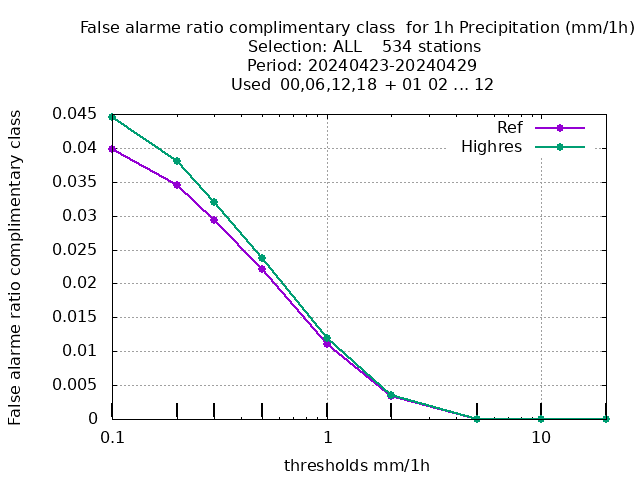 False alarme ratio complimentary class  for 1h Precipitation (mm/1h)
Selection: ALL    534 stations
Period: 20240423-20240429
Used 00,06,12,18 + 01 02 ... 12
False alarme ratio complimentary class
0.045
0.04
0.035
0.03
0.025
0.02
0.015
0.01
0.005
0
Ref
Highres
0.1
1
10
thresholds mm/1h